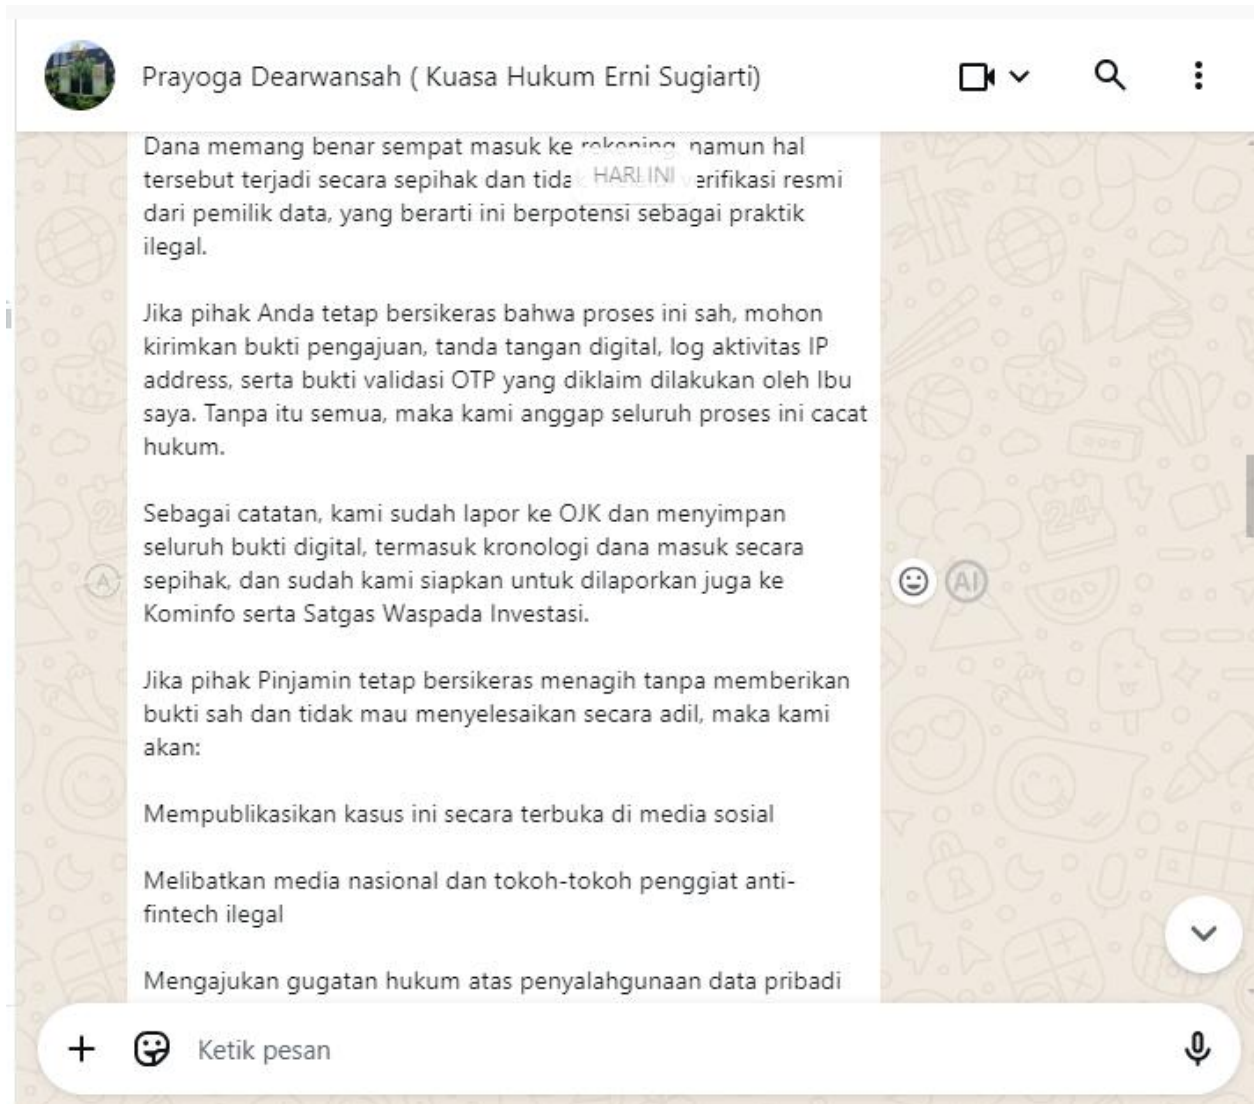 Prayoga Dearwansah ( Kuasa Hukum Erni Sugiarti)
Dana memang benar sempat masuk ke rekening, namun hal
HARI INI
tersebut terjadi secara sepihak dan verifikasi resmi
dari pemilik data, yang berarti ini berpotensi sebagai praktik
ilegal.
Jika pihak Anda tetap bersikeras bahwa proses ini sah, mohon
kirimkan bukti pengajuan, tanda tangan digital, log aktivitas IP
address, serta bukti validasi OTP yang diklaim dilakukan oleh Ibu
saya. Tanpa itu semua, maka kami anggap seluruh proses ini cacat
hukum.
Sebagai catatan, kami sudah lapor ke OJK dan menyimpan
seluruh bukti digital, termasuk kronologi dana masuk secara
sepihak, dan sudah kami siapkan untuk dilaporkan juga ke
Kominfo serta Satgas Waspada Investasi.
AI
Jika pihak Pinjamin tetap bersikeras menagih tanpa memberikan
bukti sah dan tidak mau menyelesaikan secara adil, maka kami
akan:
Mempublikasikan kasus ini secara terbuka di media sosial
Melibatkan media nasional dan tokoh-tokoh penggiat anti-
fintech ilegal
Mengajukan gugatan hukum atas penyalahgunaan data pribadi
Ketik pesan